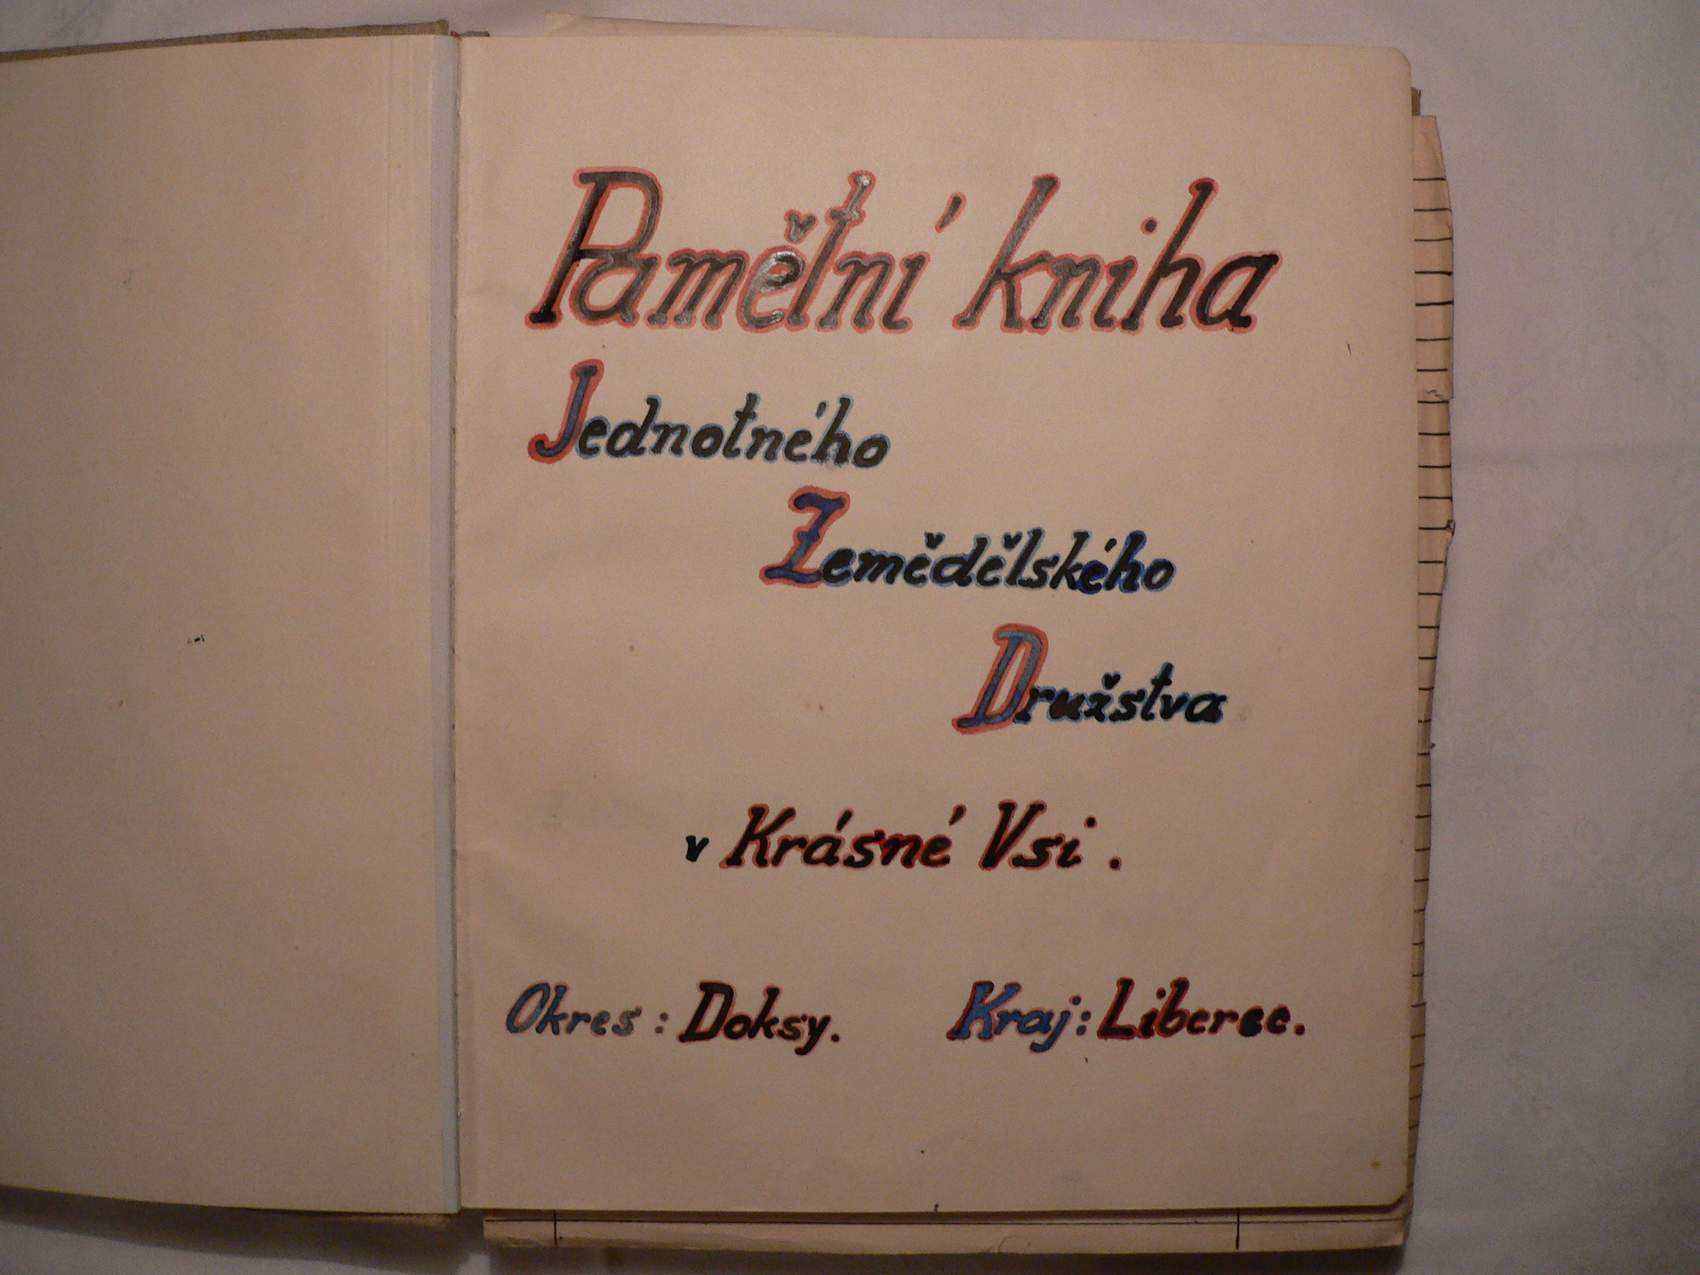 Pamětní kniha
Jednotného
Zemědělského
Družstva
v Krásné Vsi.
Okres: Doksy. Kraj: Liberec.